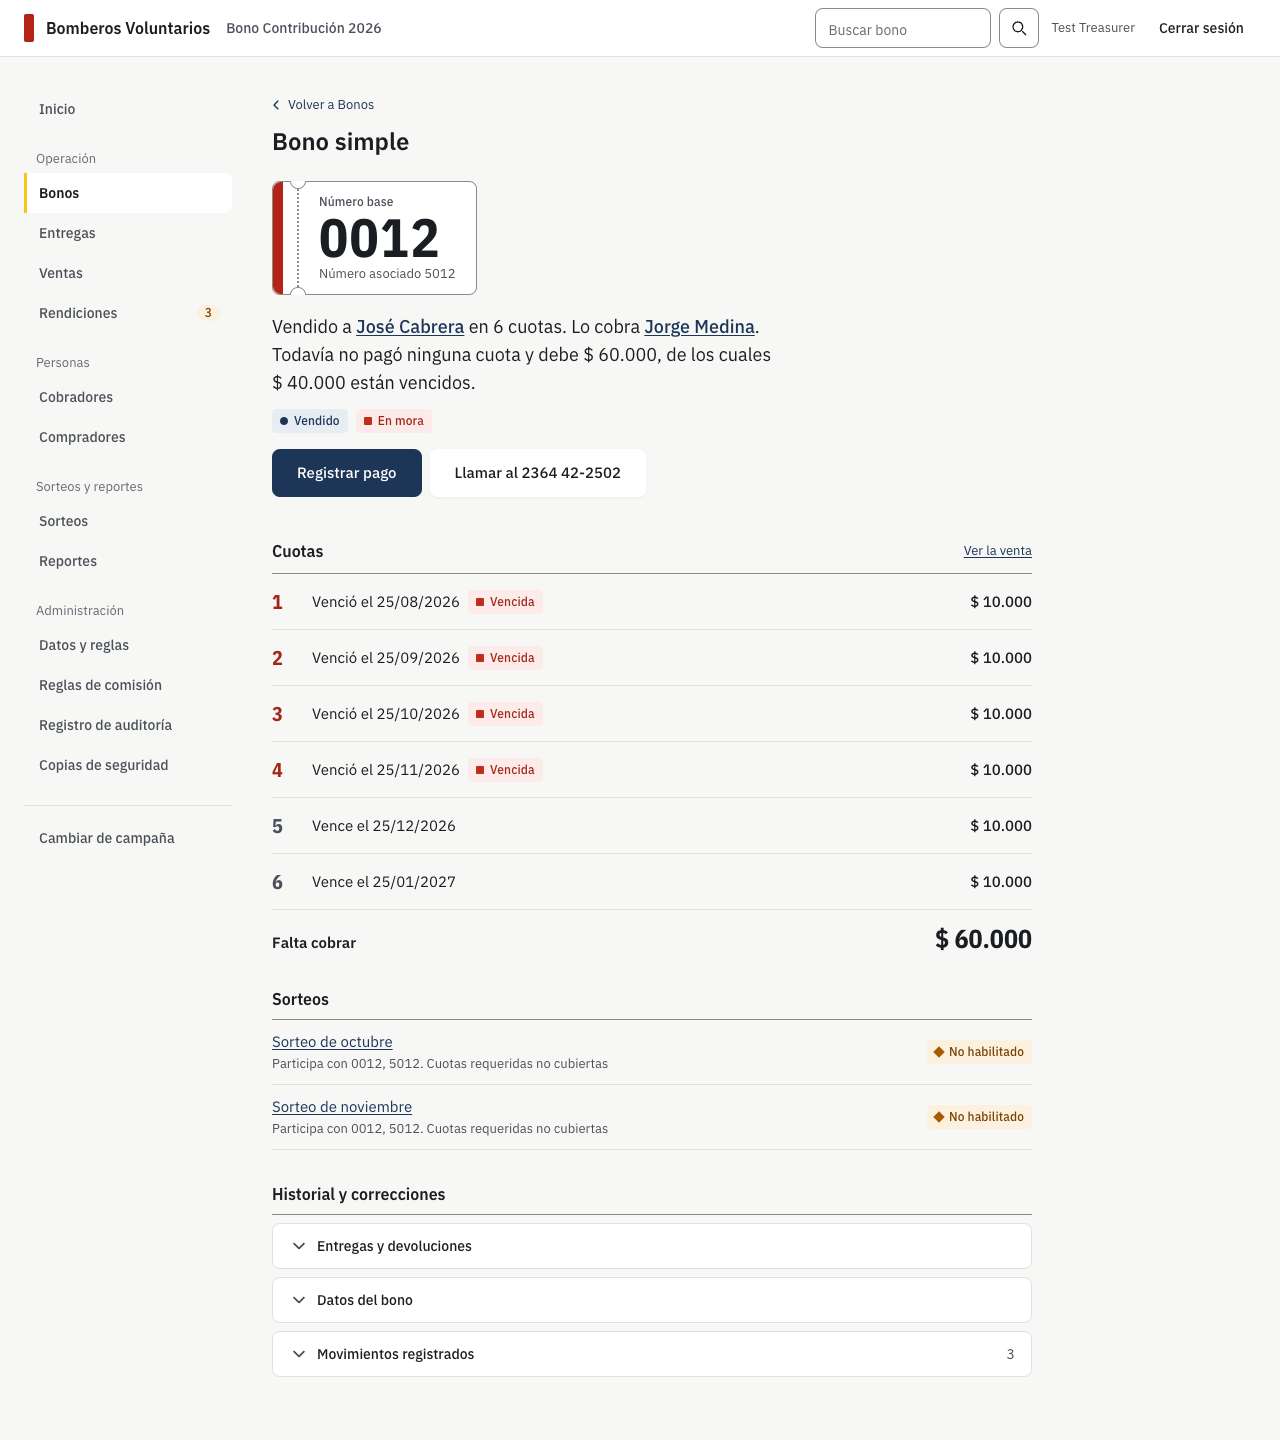 Bomberos Voluntarios
Bono Contribución 2026
Buscar bono
Test Treasurer
Cerrar sesión
Inicio
Operación
Bonos
Entregas
Ventas
Rendiciones 3
Personas
Cobradores
Compradores
Sorteos y reportes
Sorteos
Reportes
Administración
Datos y reglas
Reglas de comisión
Registro de auditoría
Copias de seguridad
Cambiar de campaña
Volver a Bonos
Bono simple
Número base
0012
Número asociado 5012
Vendido a José Cabrera en 6 cuotas. Lo cobra Jorge Medina.
Todavía no pagó ninguna cuota y debe $ 60.000, de los cuales
$ 40.000 están vencidos.
Vendido En mora
Registrar pago Llamar al 2364 42-2502
Cuotas Ver la venta
1 Venció el 25/08/2026 Vencida $ 10.000
2 Venció el 25/09/2026 Vencida $ 10.000
3 Venció el 25/10/2026 Vencida $ 10.000
4 Venció el 25/11/2026 Vencida $ 10.000
5 Vence el 25/12/2026 $ 10.000
6 Vence el 25/01/2027 $ 10.000
Falta cobrar $ 60.000
Sorteos
Sorteo de octubre
Participa con 0012, 5012. Cuotas requeridas no cubiertas
No habilitado
Sorteo de noviembre
Participa con 0012, 5012. Cuotas requeridas no cubiertas
No habilitado
Historial y correcciones
Entregas y devoluciones
Datos del bono
Movimientos registrados 3